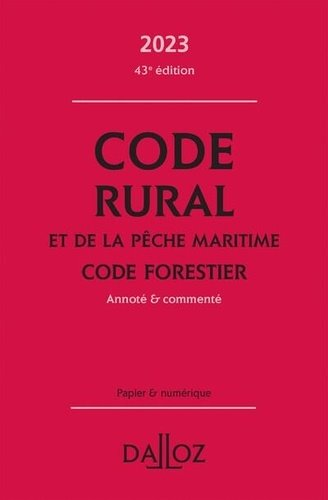 2023
43e édition
CODE
RURAL
ET DE LA PÊCHE MARITIME
CODE FORESTIER
Annoté & commenté
Papier & numérique
DALLOZ